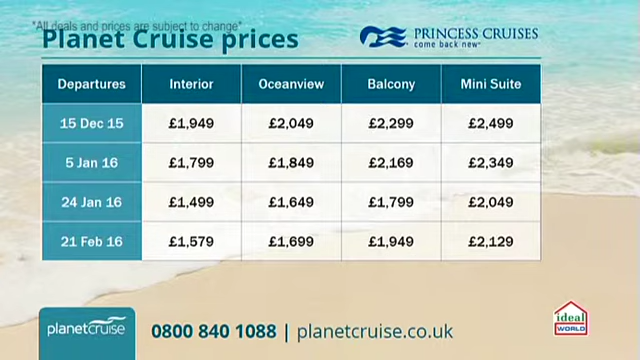 *All deals and prices are subject to change*
Planet Cruise prices
PRINCESS CRUISES
come back new℠
Departures Interior Oceanview Balcony Mini Suite
15 Dec 15 £1,949 £2,049 £2,299 £2,499
5 Jan 16 £1,799 £1,849 £2,169 £2,349
24 Jan 16 £1,499 £1,649 £1,799 £2,049
21 Feb 16 £1,579 £1,699 £1,949 £2,129
planetcruise
0800 840 1088 | planetcruise.co.uk
ideal
WORLD